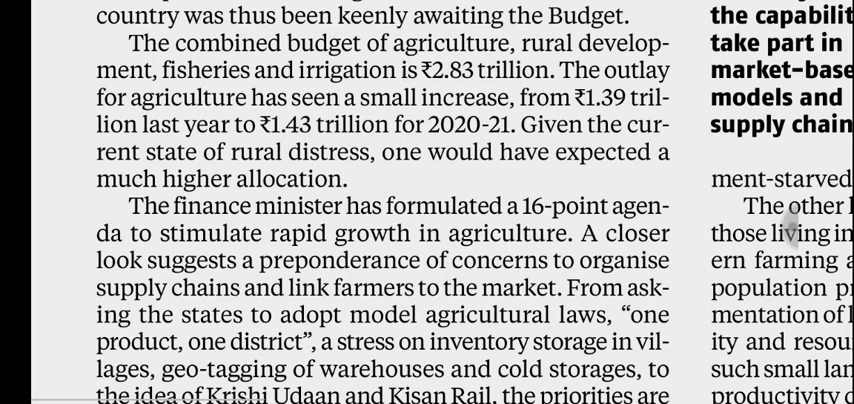 country was thus been keenly awaiting the Budget.
The combined budget of agriculture, rural develop-
ment, fisheries and irrigation is ₹2.83 trillion. The outlay
for agriculture has seen a small increase, from ₹1.39 tril-
lion last year to ₹1.43 trillion for 2020-21. Given the cur-
rent state of rural distress, one would have expected a
much higher allocation.
The finance minister has formulated a 16-point agen-
da to stimulate rapid growth in agriculture. A closer
look suggests a preponderance of concerns to organise
supply chains and link farmers to the market. From ask-
ing the states to adopt model agricultural laws, “one
product, one district”, a stress on inventory storage in vil-
lages, geo-tagging of warehouses and cold storages, to
the idea of Krishi Udaan and Kisan Rail, the priorities are
the capabilit
take part in
market-base
models and
supply chain
ment-starved
The other
those living in
ern farming
population
mentation of
ity and resou
such small lan
productivity